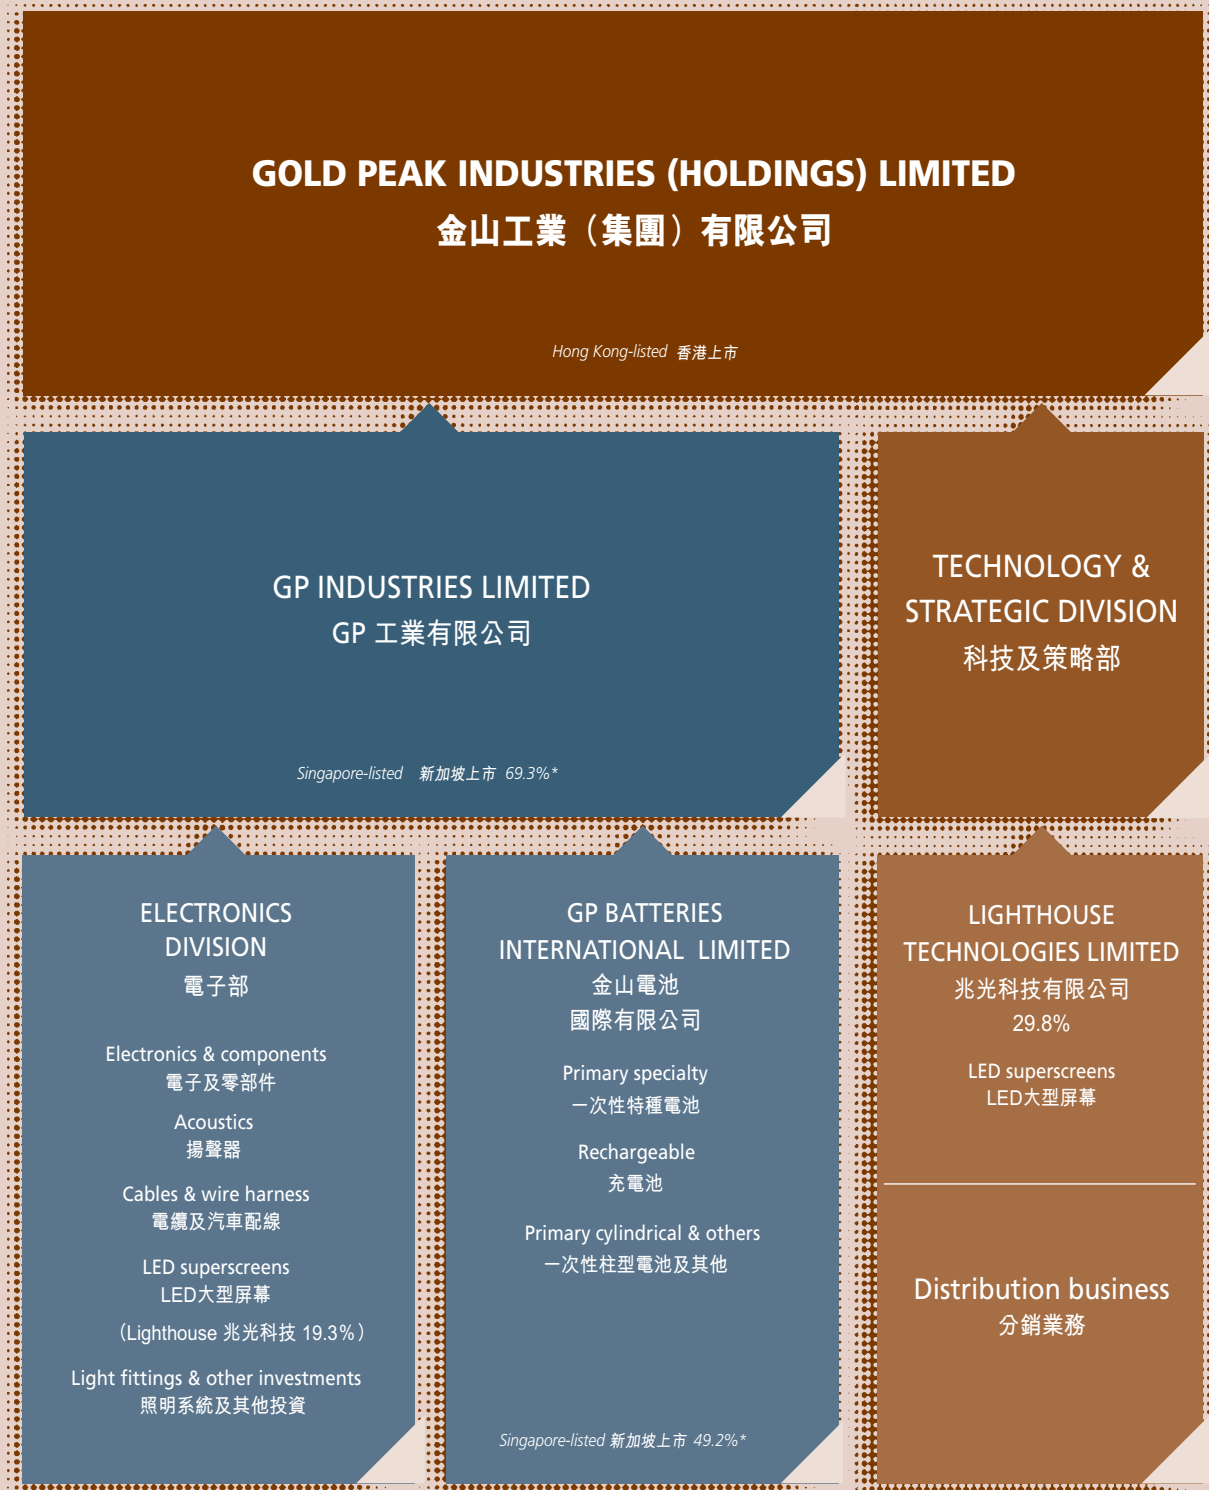 GOLD PEAK INDUSTRIES (HOLDINGS) LIMITED
金山工業（集團）有限公司
Hong Kong-listed 香港上市
GP INDUSTRIES LIMITED
GP 工業有限公司
Singapore-listed 新加坡上市 69.3%*
TECHNOLOGY &
STRATEGIC DIVISION
科技及策略部
ELECTRONICS
DIVISION
電子部
Electronics & components
電子及零部件
Acoustics
揚聲器
Cables & wire harness
電纜及汽車配線
LED superscreens
LED大型屏幕
（Lighthouse 兆光科技 19.3%）
Light fittings & other investments
照明系統及其他投資
GP BATTERIES
INTERNATIONAL LIMITED
金山電池
國際有限公司
Primary specialty
一次性特種電池
Rechargeable
充電池
Primary cylindrical & others
一次性柱型電池及其他
Singapore-listed 新加坡上市 49.2%*
LIGHTHOUSE
TECHNOLOGIES LIMITED
兆光科技有限公司
29.8%
LED superscreens
LED大型屏幕
Distribution business
分銷業務